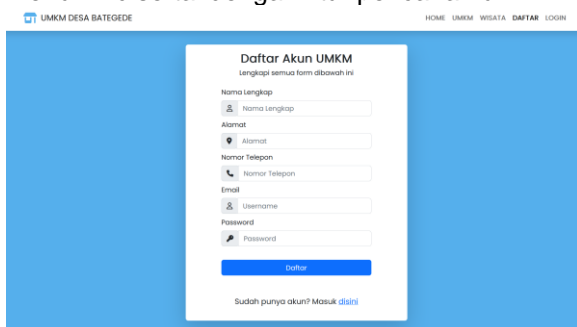 UMKM DESA BATEGEDE
HOME UMKM WISATA DAFTAR LOGIN
Daftar Akun UMKM
Lengkapi semua form dibawah ini
Nama Lengkap
Nama Lengkap
Alamat
Alamat
Nomor Telepon
Nomor Telepon
Email
Username
Password
Password
Daftar
Sudah punya akun? Masuk disini